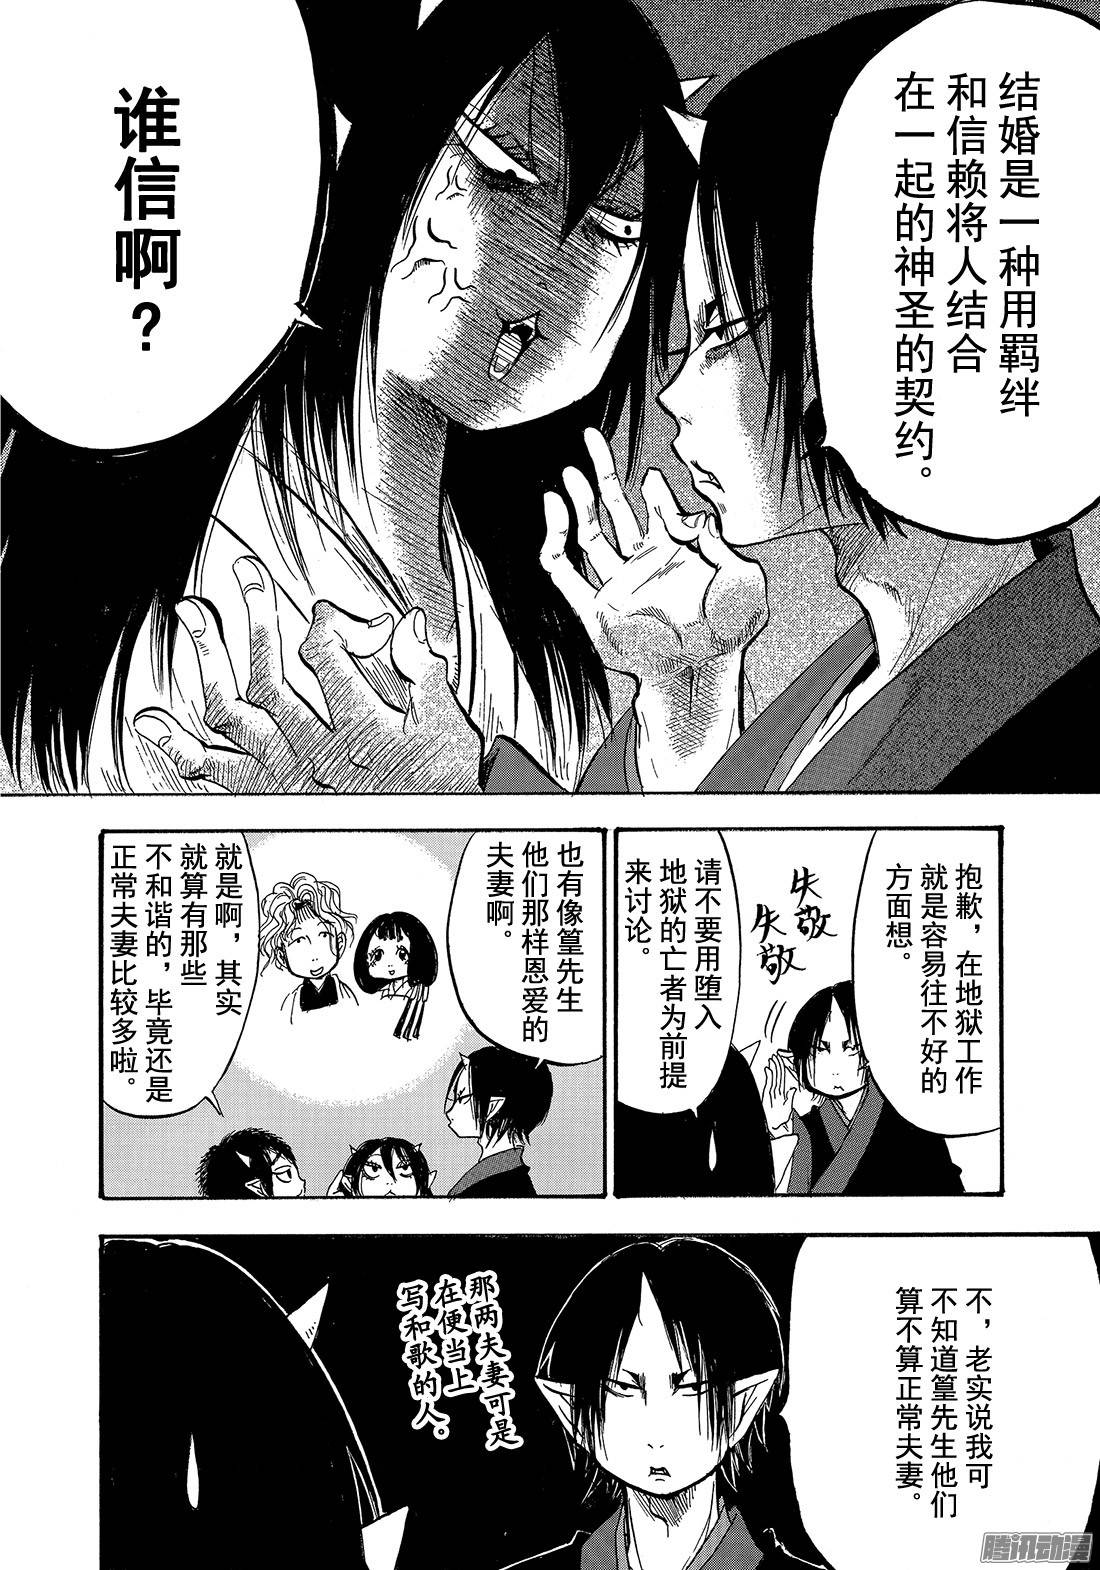 结婚是一种用羁绊
和信赖将人结合
在一起的神圣的契约。
谁信啊？
抱歉，在地狱工作
就是容易往不好的
方面想。
失敬
失敬
请不要用堕入
地狱的亡者为前提
来讨论。
也有像篁先生
他们那样恩爱的
夫妻啊。
就是啊，其实
就算有那些
不和谐的，毕竟还是
正常夫妻比较多啦。
不，老实说我可
不知道篁先生他们
算不算正常夫妻。
那两夫妻可是
在便当上
写和歌的人。
腾讯动漫